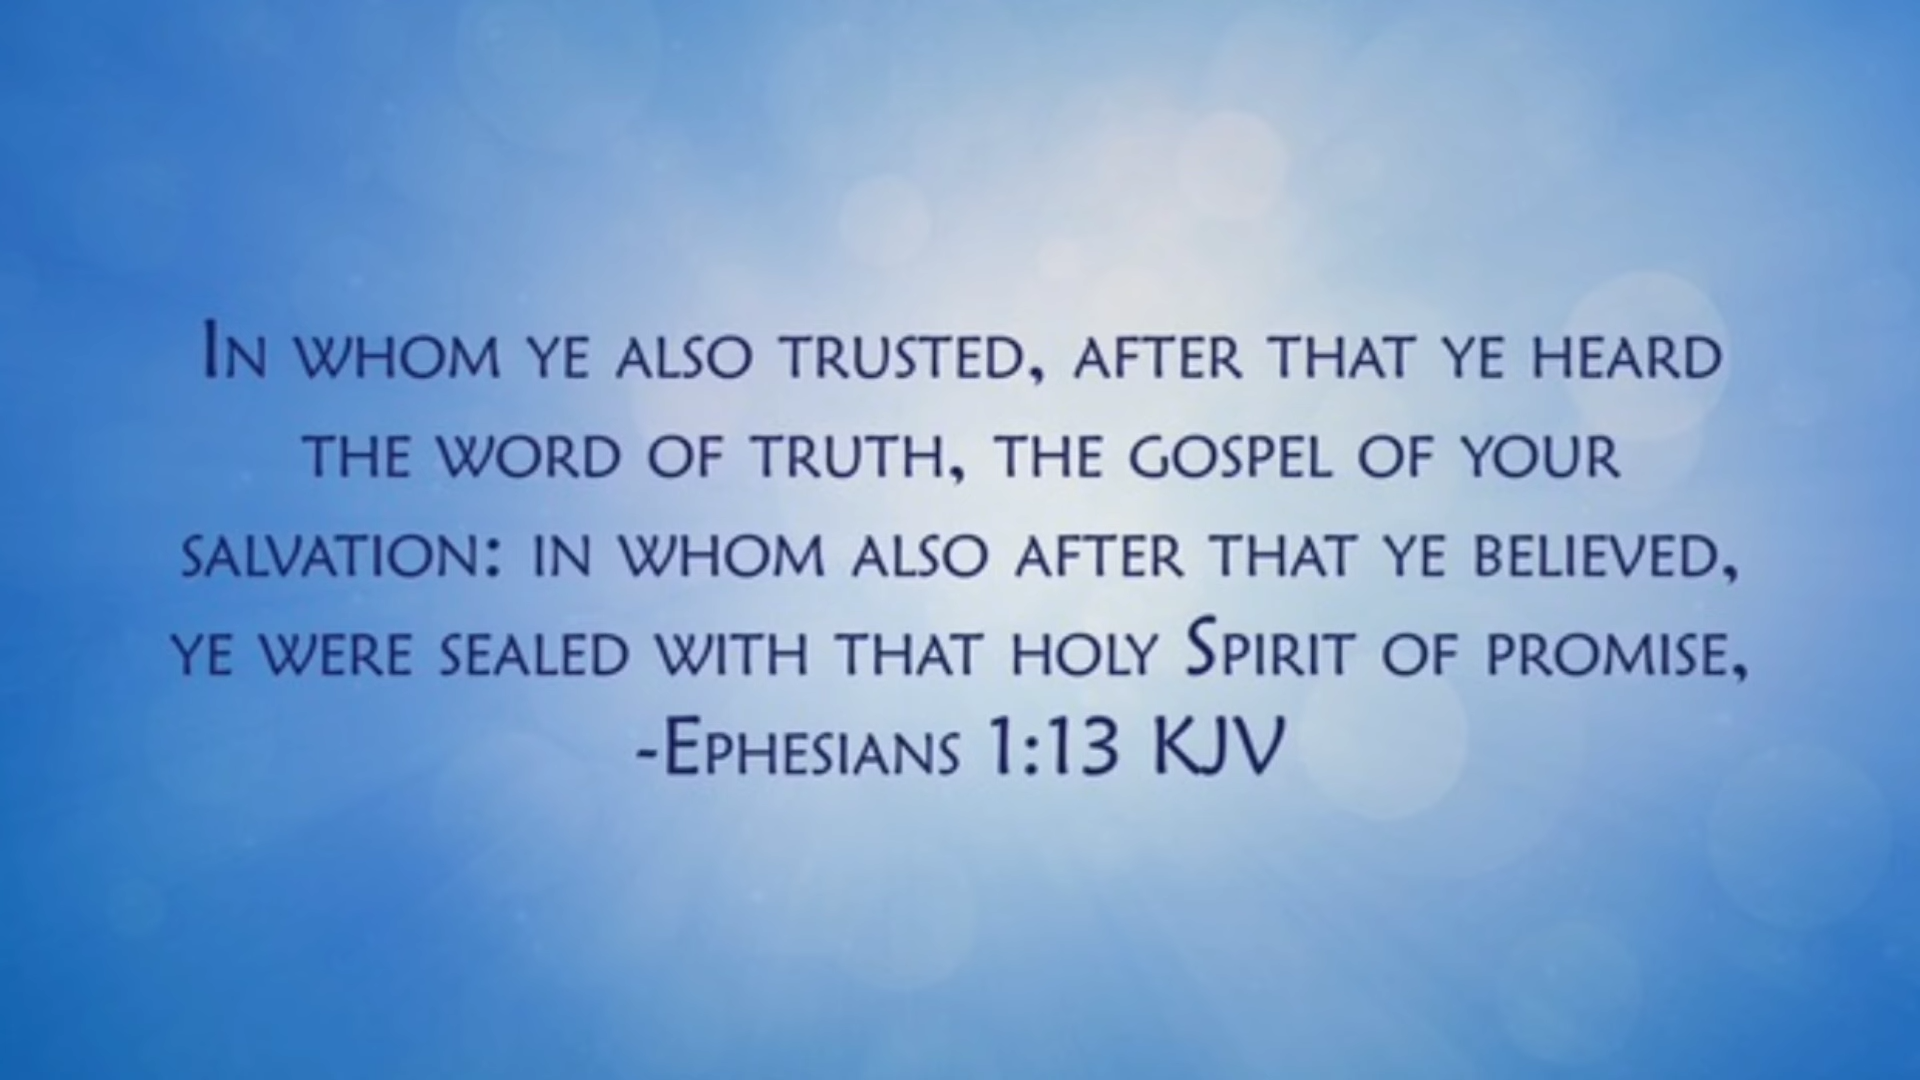 In whom ye also trusted, after that ye heard
the word of truth, the gospel of your
salvation: in whom also after that ye believed,
ye were sealed with that holy Spirit of promise,
-Ephesians 1:13 KJV